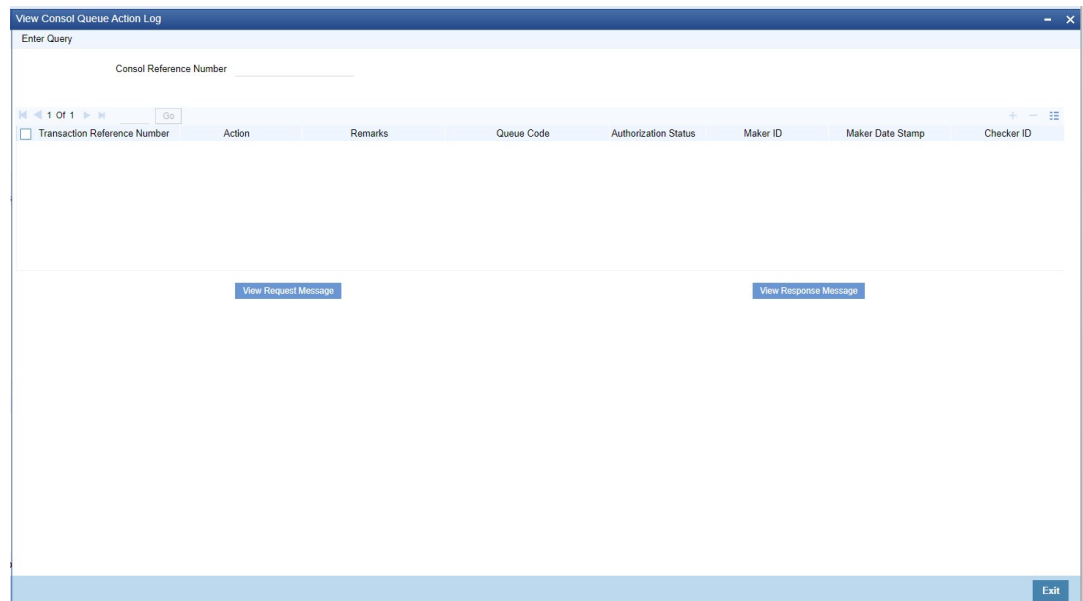 View Consol Queue Action Log
Enter Query
Consol Reference Number
1 Of 1 Go
Transaction Reference Number Action Remarks Queue Code Authorization Status Maker ID Maker Date Stamp Checker ID
View Request Message View Response Message
Exit